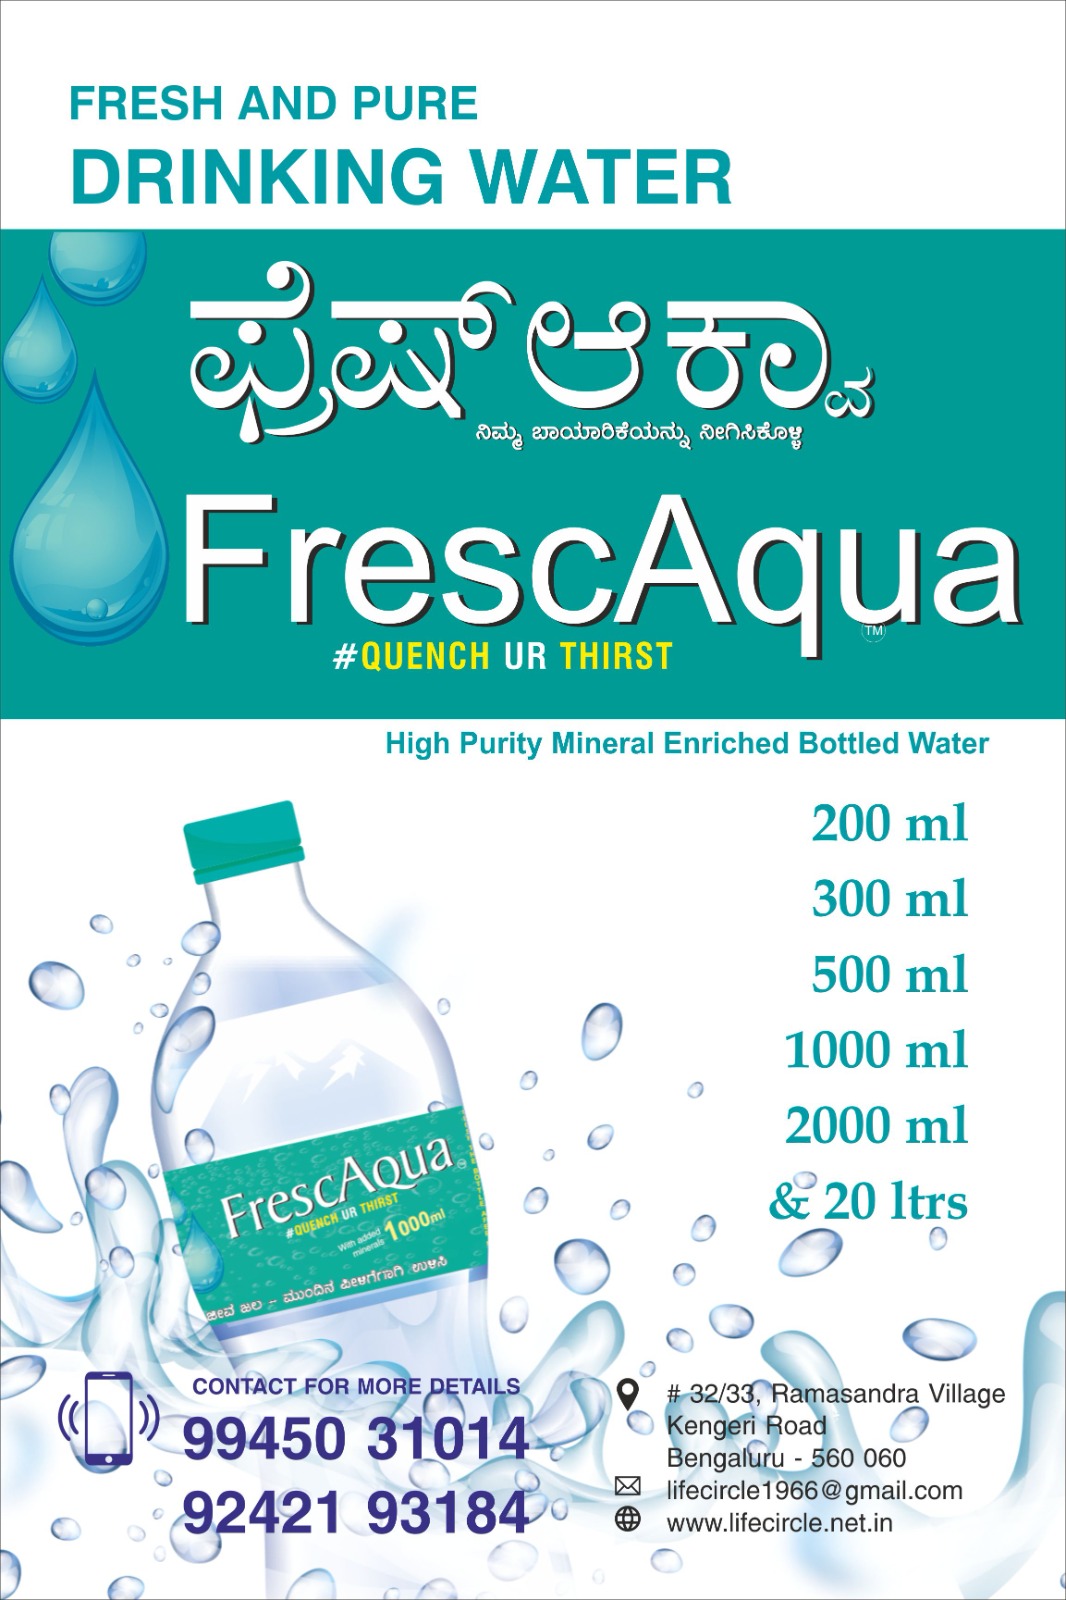 FRESH AND PURE
DRINKING WATER
ಫ್ರೆಷ್ ಆಕ್ವಾ
ನಿಮ್ಮ ಬಾಯಾರಿಕೆಯನ್ನು ನೀಗಿಸಿಕೊಳ್ಳಿ
FrescAqua
TM
#QUENCH UR THIRST
High Purity Mineral Enriched Bottled Water
200 ml
300 ml
500 ml
1000 ml
2000 ml
& 20 ltrs
FrescAqua
#QUENCH UR THIRST
With added
minerals 1000ml
ಜೀವ ಜಲ - ಮುಂದಿನ ಪೀಳಿಗೆಗಾಗಿ ಉಳಿಸಿ
CONTACT FOR MORE DETAILS
99450 31014
92421 93184
# 32/33, Ramasandra Village
Kengeri Road
Bengaluru - 560 060
lifecircle1966@gmail.com
www.lifecircle.net.in